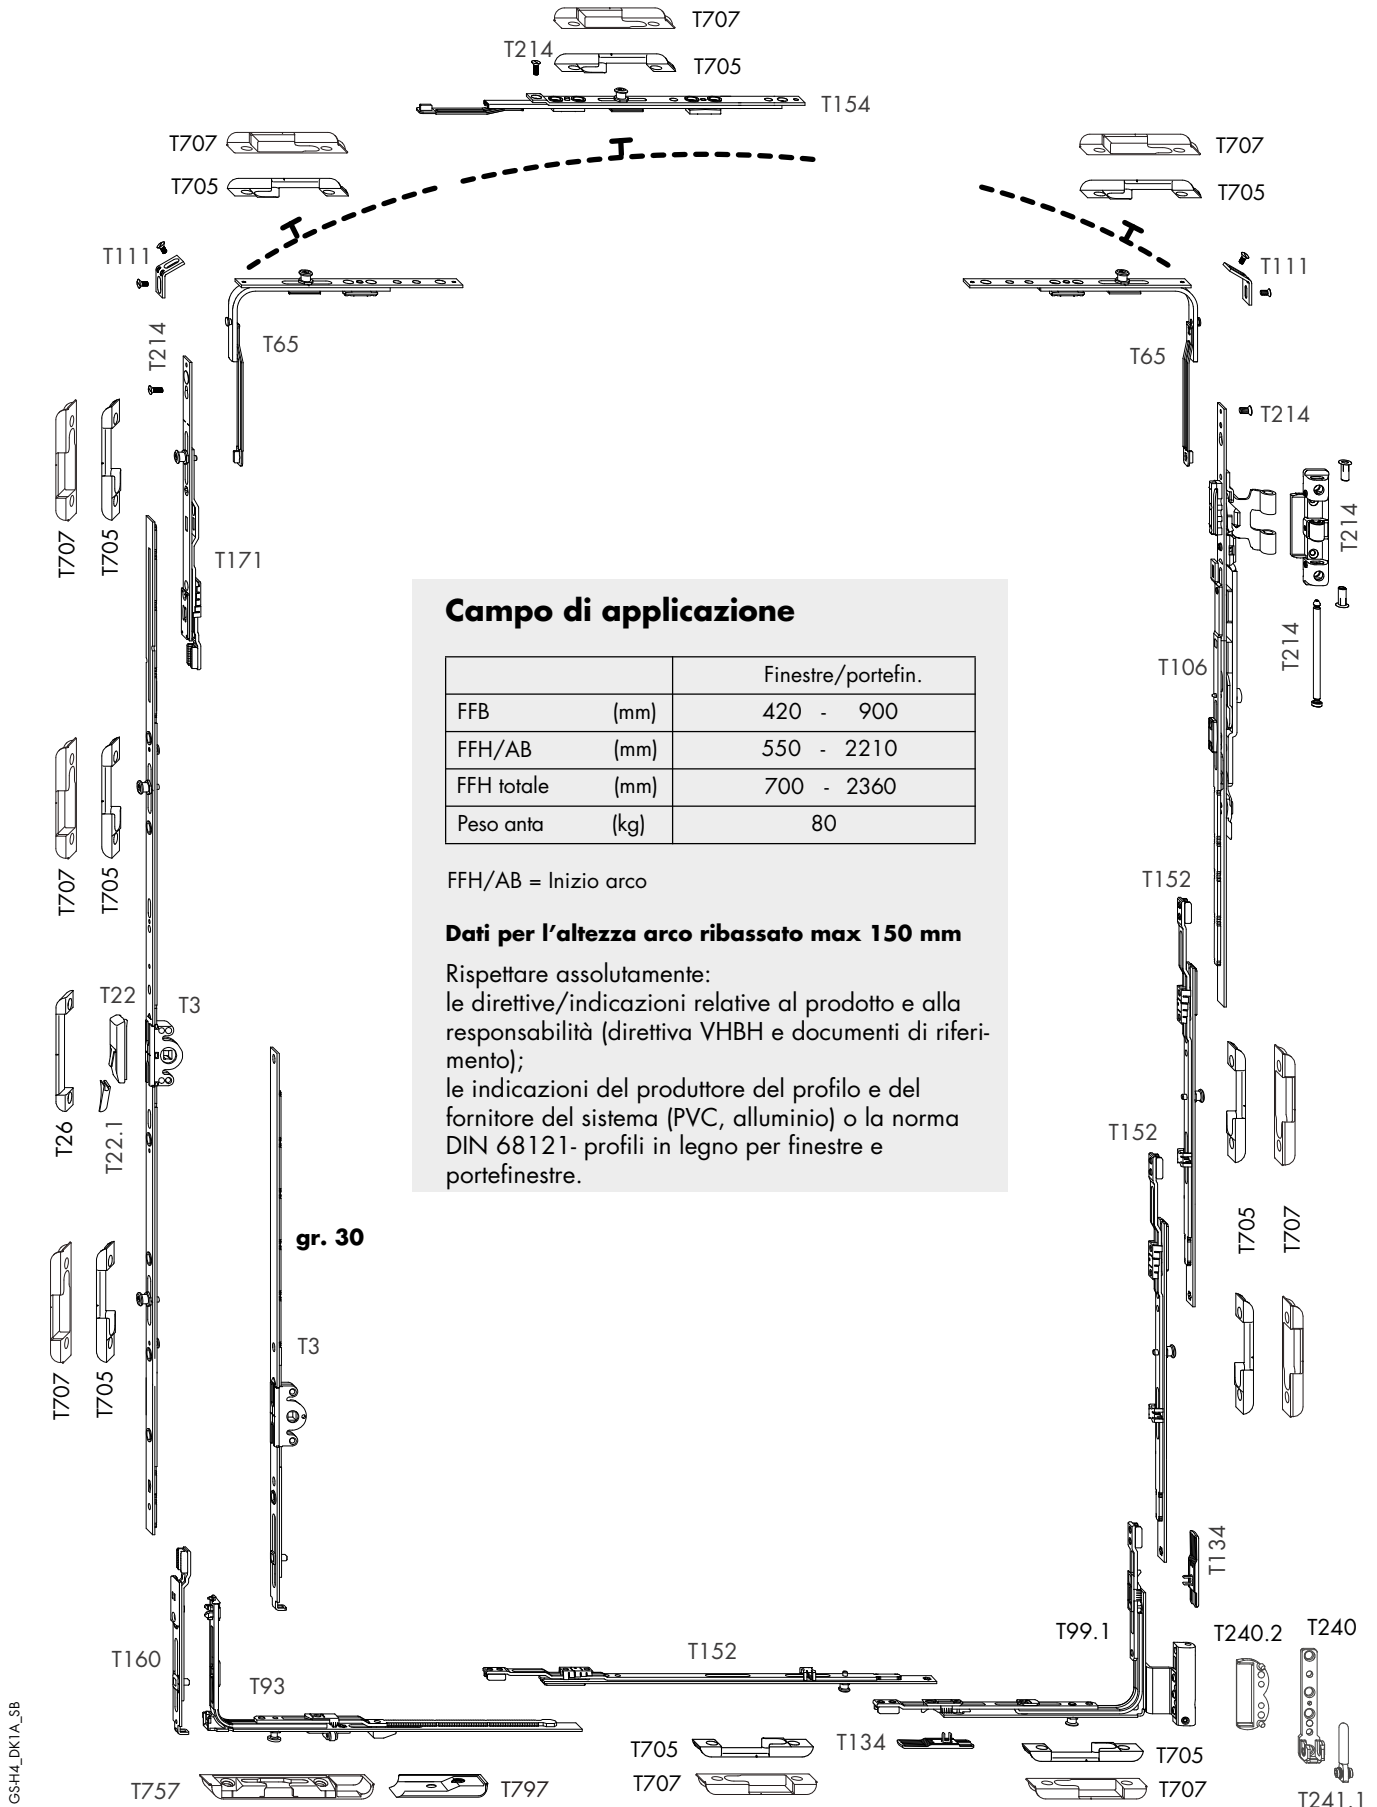 T707
T214
T705
T154
T707
T707
T705
T705
T111
T111
T214
T65
T65
T214
T707
T705
T171
T214
T214
T106
Campo di applicazione
Finestre/portefin.
FFB (mm) 420 - 900
FFH/AB (mm) 550 - 2210
FFH totale (mm) 700 - 2360
Peso anta (kg) 80
FFH/AB = Inizio arco
Dati per l'altezza arco ribassato max 150 mm
Rispettare assolutamente:
le direttive/indicazioni relative al prodotto e alla
responsabilità (direttiva VHBH e documenti di riferi-
mento);
le indicazioni del produttore del profilo e del
fornitore del sistema (PVC, alluminio) o la norma
DIN 68121- profili in legno per finestre e
portefinestre.
T707
T705
T152
T22
T3
T26
T22.1
T152
T705
T707
gr. 30
T3
T707
T705
T134
T160
T93
T152
T99.1
T240.2
T240
T705
T134
T705
T757
T797
T707
T707
T241.1
GS-H4_DK1A_SB